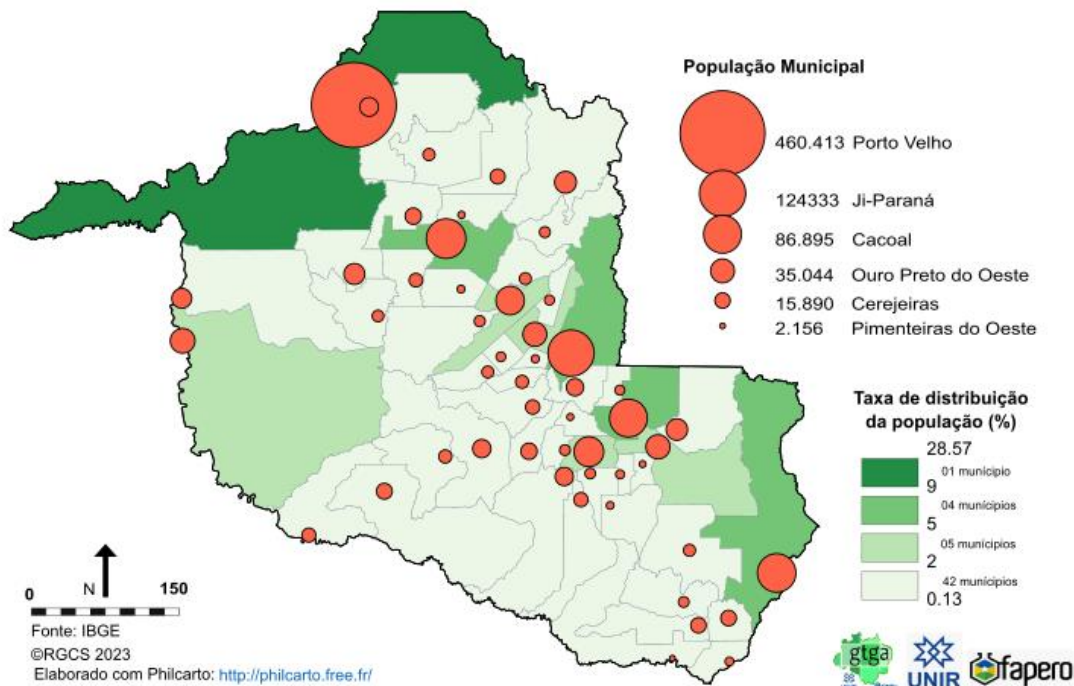 População Municipal
460.413 Porto Velho
124333 Ji-Paraná
86.895 Cacoal
35.044 Ouro Preto do Oeste
15.890 Cerejeiras
2.156 Pimenteiras do Oeste
Taxa de distribuição
da população (%)
28.57
01 município
9
04 municípios
5
05 municípios
2
42 municípios
0.13
0 N 150
Fonte: IBGE
©RGCS 2023
Elaborado com Philcarto: http://philcarto.free.fr/
gtga
UNIR
fapero